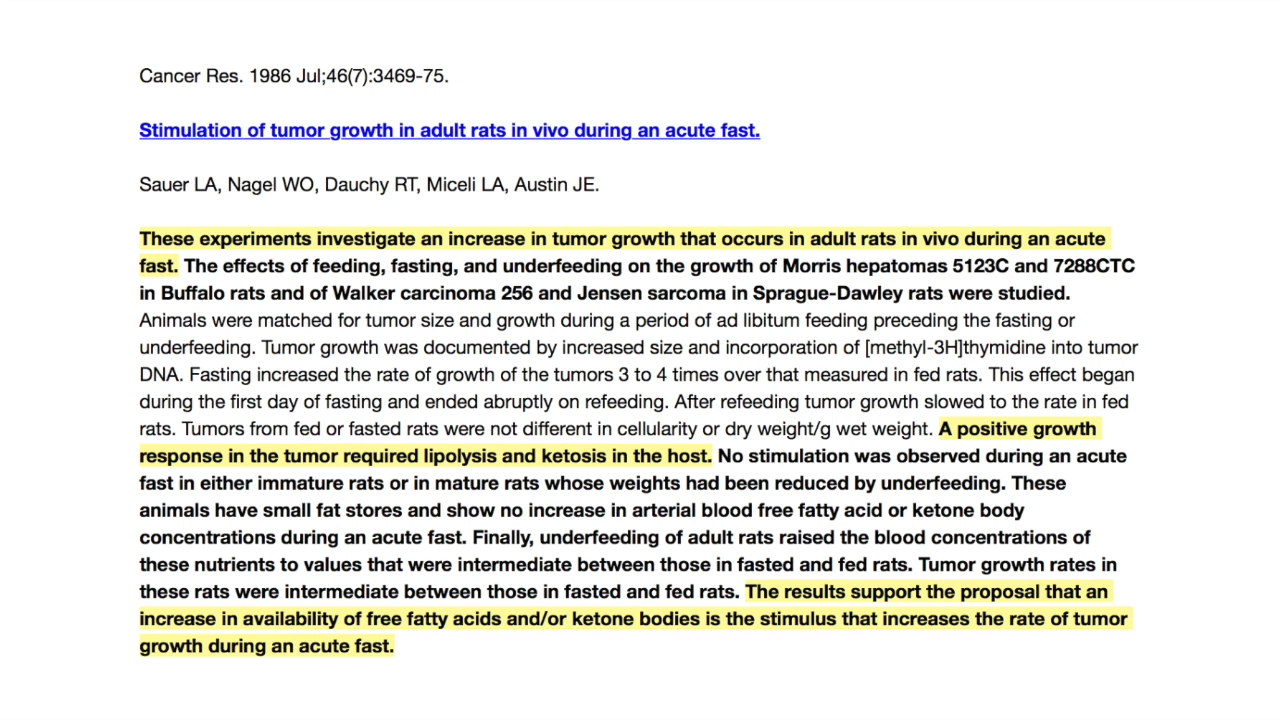 Cancer Res. 1986 Jul;46(7):3469-75.
Stimulation of tumor growth in adult rats in vivo during an acute fast.
Sauer LA, Nagel WO, Dauchy RT, Miceli LA, Austin JE.
These experiments investigate an increase in tumor growth that occurs in adult rats in vivo during an acute
fast. The effects of feeding, fasting, and underfeeding on the growth of Morris hepatomas 5123C and 7288CTC
in Buffalo rats and of Walker carcinoma 256 and Jensen sarcoma in Sprague-Dawley rats were studied.
Animals were matched for tumor size and growth during a period of ad libitum feeding preceding the fasting or
underfeeding. Tumor growth was documented by increased size and incorporation of [methyl-3H]thymidine into tumor
DNA. Fasting increased the rate of growth of the tumors 3 to 4 times over that measured in fed rats. This effect began
during the first day of fasting and ended abruptly on refeeding. After refeeding tumor growth slowed to the rate in fed
rats. Tumors from fed or fasted rats were not different in cellularity or dry weight/g wet weight. A positive growth
response in the tumor required lipolysis and ketosis in the host. No stimulation was observed during an acute
fast in either immature rats or in mature rats whose weights had been reduced by underfeeding. These
animals have small fat stores and show no increase in arterial blood free fatty acid or ketone body
concentrations during an acute fast. Finally, underfeeding of adult rats raised the blood concentrations of
these nutrients to values that were intermediate between those in fasted and fed rats. Tumor growth rates in
these rats were intermediate between those in fasted and fed rats. The results support the proposal that an
increase in availability of free fatty acids and/or ketone bodies is the stimulus that increases the rate of tumor
growth during an acute fast.